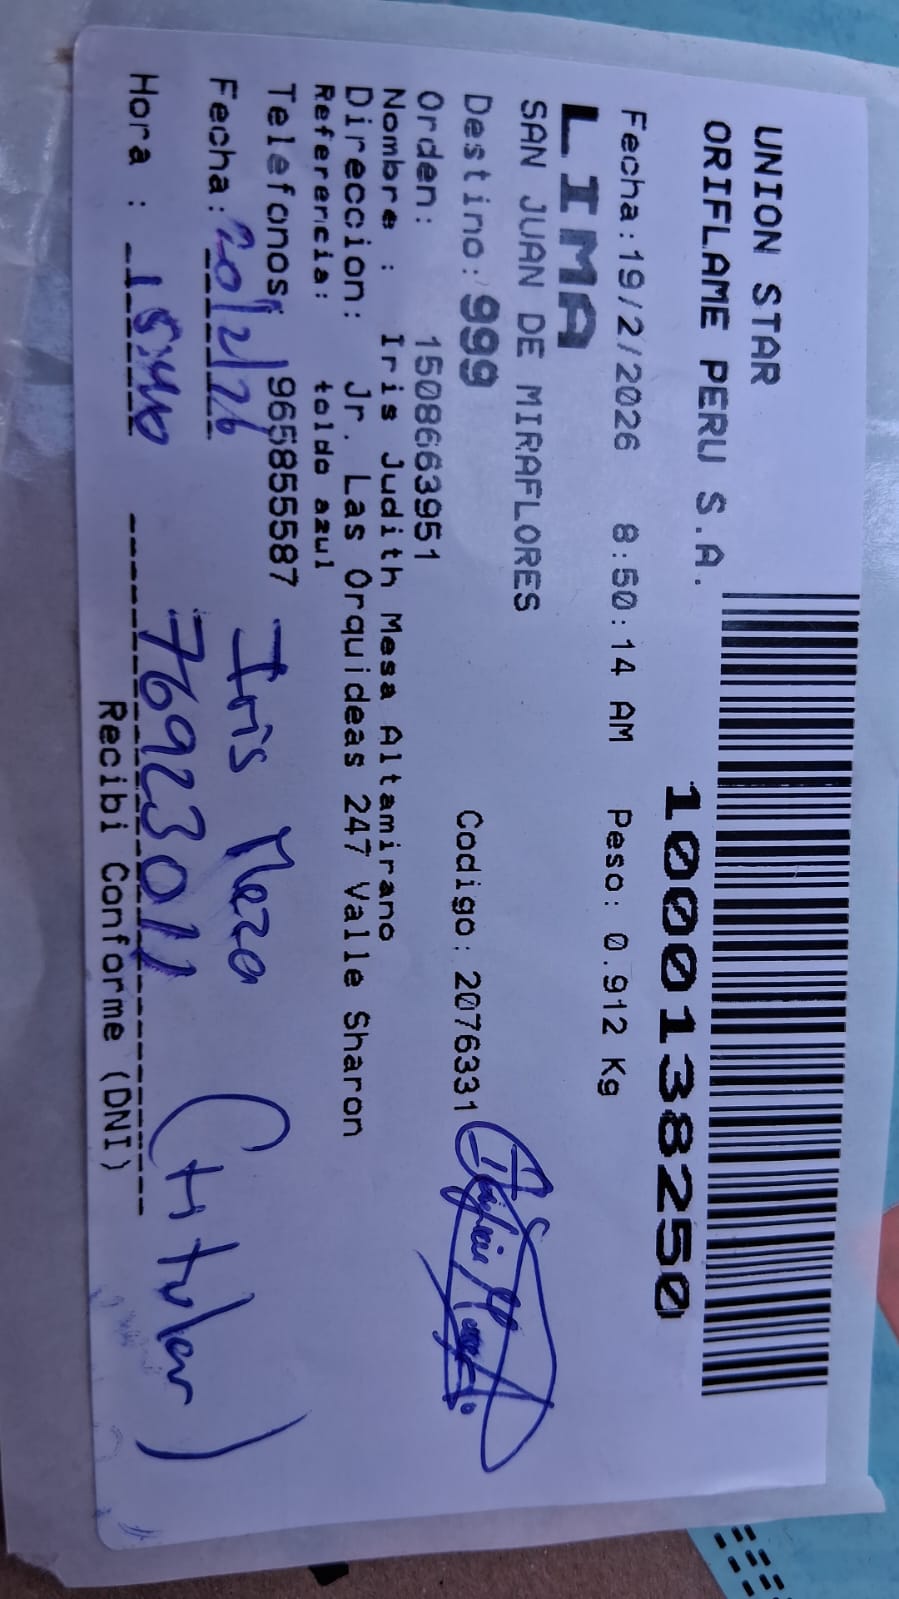 UNION STAR
ORIFLAME PERU S.A.
1000138250
Fecha:19/2/2026 8:50:14 AM Peso: 0.912 Kg
LIMA
SAN JUAN DE MIRAFLORES
Destino: 999 Codigo: 2076331
Orden: 1508663951
Nombre : Iris Judith Mesa Altamirano
Direccion: Jr. Las Orquideas 247 Valle Sharon
Referencia: toldo azul
Telefonos: 965855587
Fecha: 20/2/26 Iris Meza
Hora : 15:40 76923011 (titular)
Recibi Conforme (DNI)